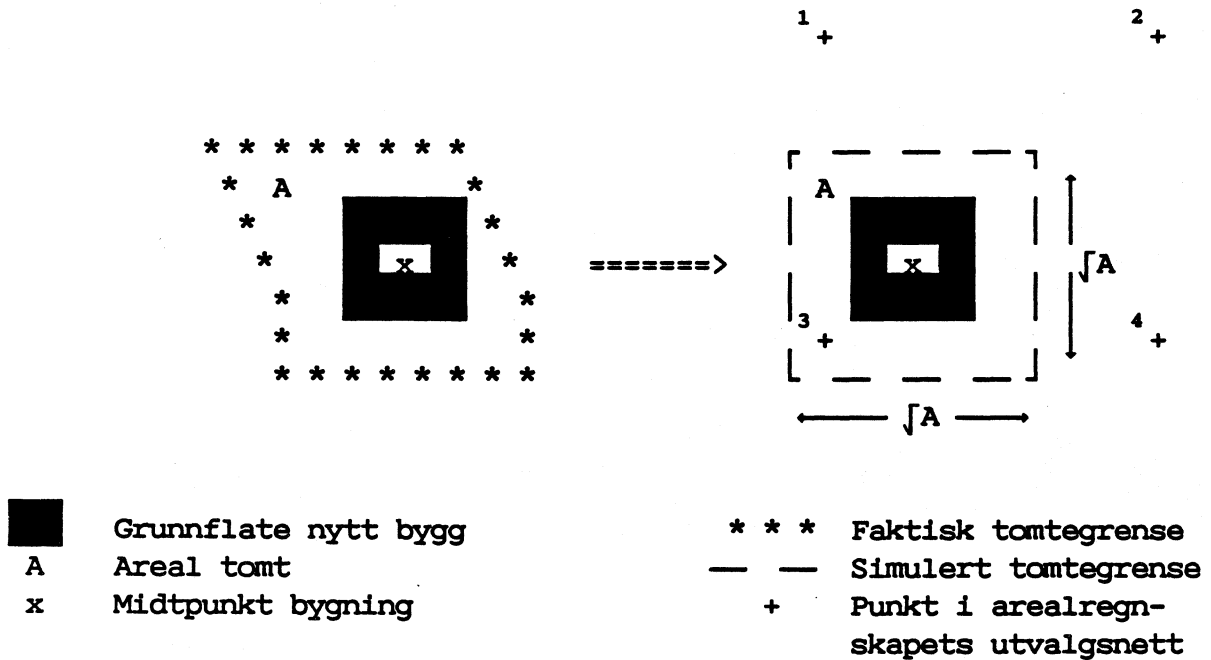 1 + 2 +
* * * * * * * *
* A *
A
* *
* x * =======> x √A
* *
3 + 4 +
* *
* * * * * * * *
√A
Grunnflate nytt bygg
A Areal tomt
x Midtpunkt bygning
* * * Faktisk tomtegrense
— — Simulert tomtegrense
+ Punkt i arealregn-
skapets utvalgsnett